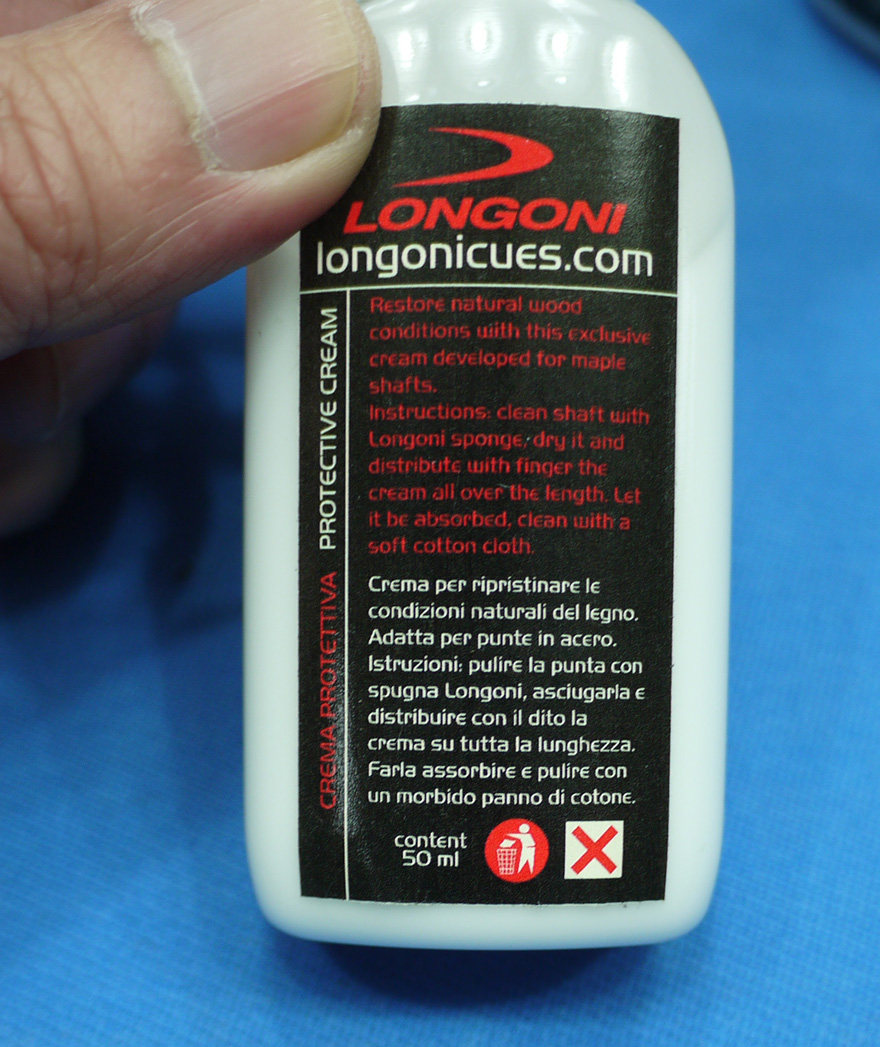 LONGONI
longonicues.com
CREMA PROTETTIVA PROTECTIVE CREAM
Restore natural wood
conditions with this exclusive
cream developed for maple
shafts.
Instructions: clean shaft with
Longoni sponge, dry it and
distribute with finger the
cream all over the length. Let
it be absorbed, clean with a
soft cotton cloth.
Crema per ripristinare le
condizioni naturali del legno.
Adatta per punte in acero.
Istruzioni: pulire la punta con
spugna Longoni, asciugarla e
distribuire con il dito la
crema su tutta la lunghezza.
Farla assorbire e pulire con
un morbido panno di cotone.
content
50 ml